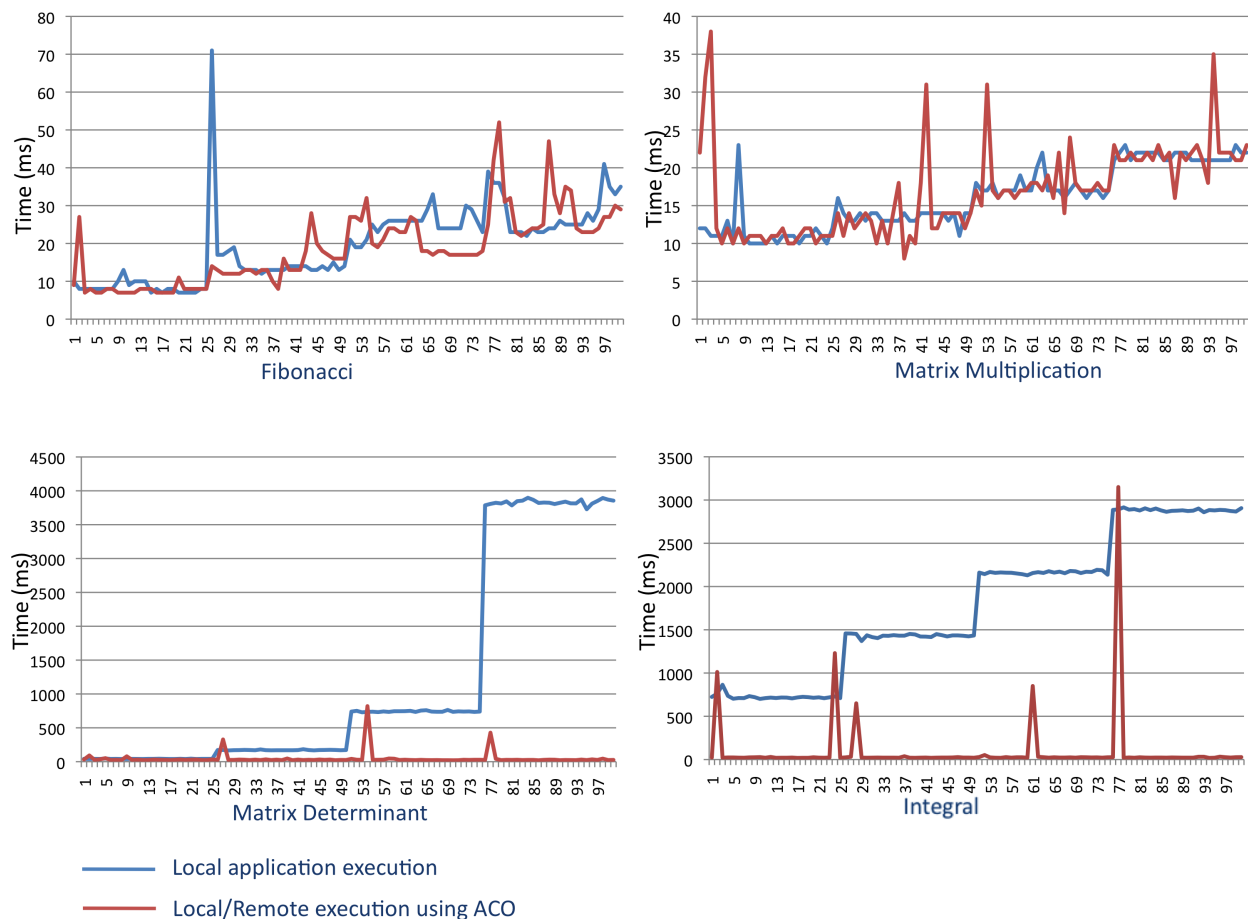 80
70
60
50
40
30
20
10
0
Time (ms)
1 5 9 13 17 21 25 29 33 37 41 45 49 53 57 61 65 69 73 77 81 85 89 93 97
Fibonacci
40
35
30
25
20
15
10
5
0
Time (ms)
1 5 9 13 17 21 25 29 33 37 41 45 49 53 57 61 65 69 73 77 81 85 89 93 97
Matrix Multiplication
4500
4000
3500
3000
2500
2000
1500
1000
500
0
Time (ms)
1 5 9 13 17 21 25 29 33 37 41 45 49 53 57 61 65 69 73 77 81 85 89 93 97
Matrix Determinant
3500
3000
2500
2000
1500
1000
500
0
Time (ms)
1 5 9 13 17 21 25 29 33 37 41 45 49 53 57 61 65 69 73 77 81 85 89 93 97
Integral
Local application execution
Local/Remote execution using ACO